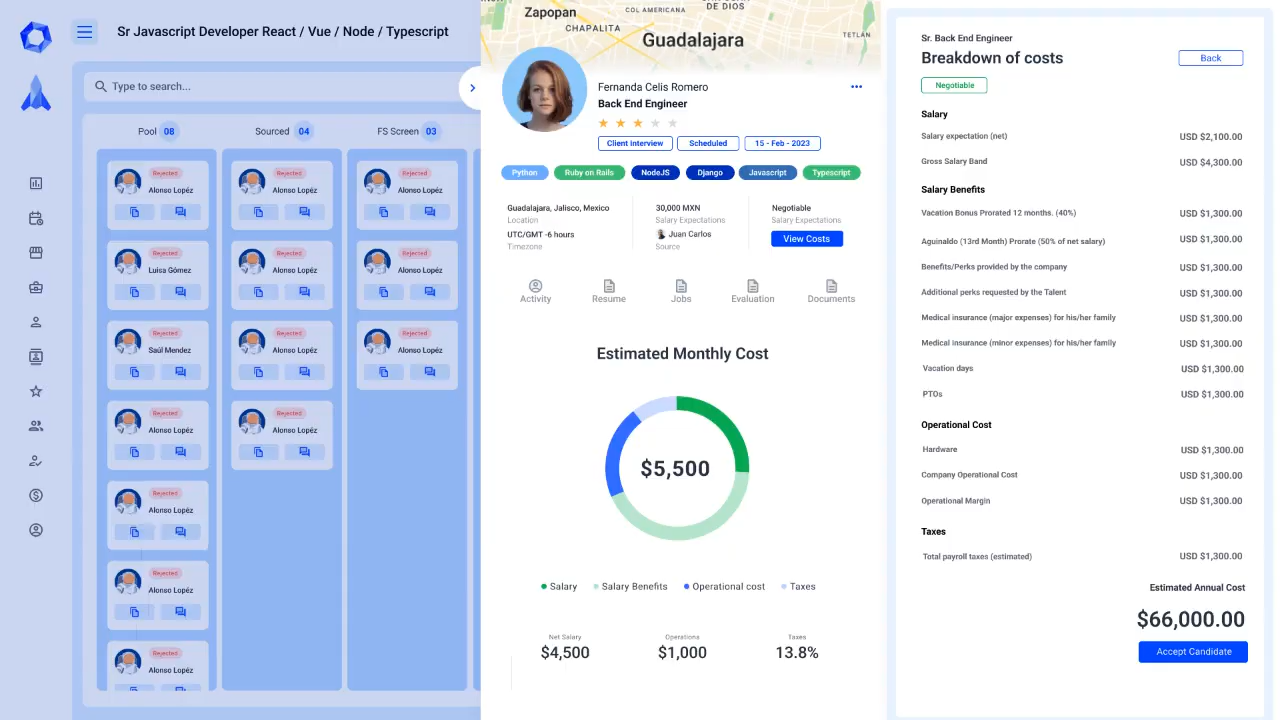 Sr Javascript Developer React / Vue / Node / Typescript
Type to search...
Pool 08
Sourced 04
FS Screen 03
Rejected
Alonso Lopéz
Rejected
Alonso Lopéz
Rejected
Alonso Lopéz
Rejected
Luisa Gómez
Rejected
Alonso Lopéz
Rejected
Alonso Lopéz
Rejected
Saúl Mendez
Rejected
Alonso Lopéz
Rejected
Alonso Lopéz
Rejected
Alonso Lopéz
Rejected
Alonso Lopéz
Rejected
Alonso Lopéz
Rejected
Alonso Lopéz
Rejected
Alonso Lopéz
Zapopan
COL AMERICANA
DE DIOS
CHAPALITA
Guadalajara
TETLÁN
Fernanda Celis Romero
Back End Engineer
Client Interview
Scheduled
15 - Feb - 2023
Python
Ruby on Rails
NodeJS
Django
Javascript
Typescript
Guadalajara, Jalisco, Mexico
Location
UTC/GMT -6 hours
Timezone
30,000 MXN
Salary Expectations
Juan Carlos
Source
Negotiable
Salary Expectations
View Costs
Activity
Resume
Jobs
Evaluation
Documents
Estimated Monthly Cost
$5,500
Salary
Salary Benefits
Operational cost
Taxes
Net Salary
$4,500
Operations
$1,000
Taxes
13.8%
Sr. Back End Engineer
Breakdown of costs
Back
Negotiable
Salary
Salary expectation (net) USD $2,100.00
Gross Salary Band USD $4,300.00
Salary Benefits
Vacation Bonus Prorated 12 months. (40%) USD $1,300.00
Aguinaldo (13rd Month) Prorate (50% of net salary) USD $1,300.00
Benefits/Perks provided by the company USD $1,300.00
Additional perks requested by the Talent USD $1,300.00
Medical insurance (major expenses) for his/her family USD $1,300.00
Medical insurance (minor expenses) for his/her family USD $1,300.00
Vacation days USD $1,300.00
PTOs USD $1,300.00
Operational Cost
Hardware USD $1,300.00
Company Operational Cost USD $1,300.00
Operational Margin USD $1,300.00
Taxes
Total payroll taxes (estimated) USD $1,300.00
Estimated Annual Cost
$66,000.00
Accept Candidate